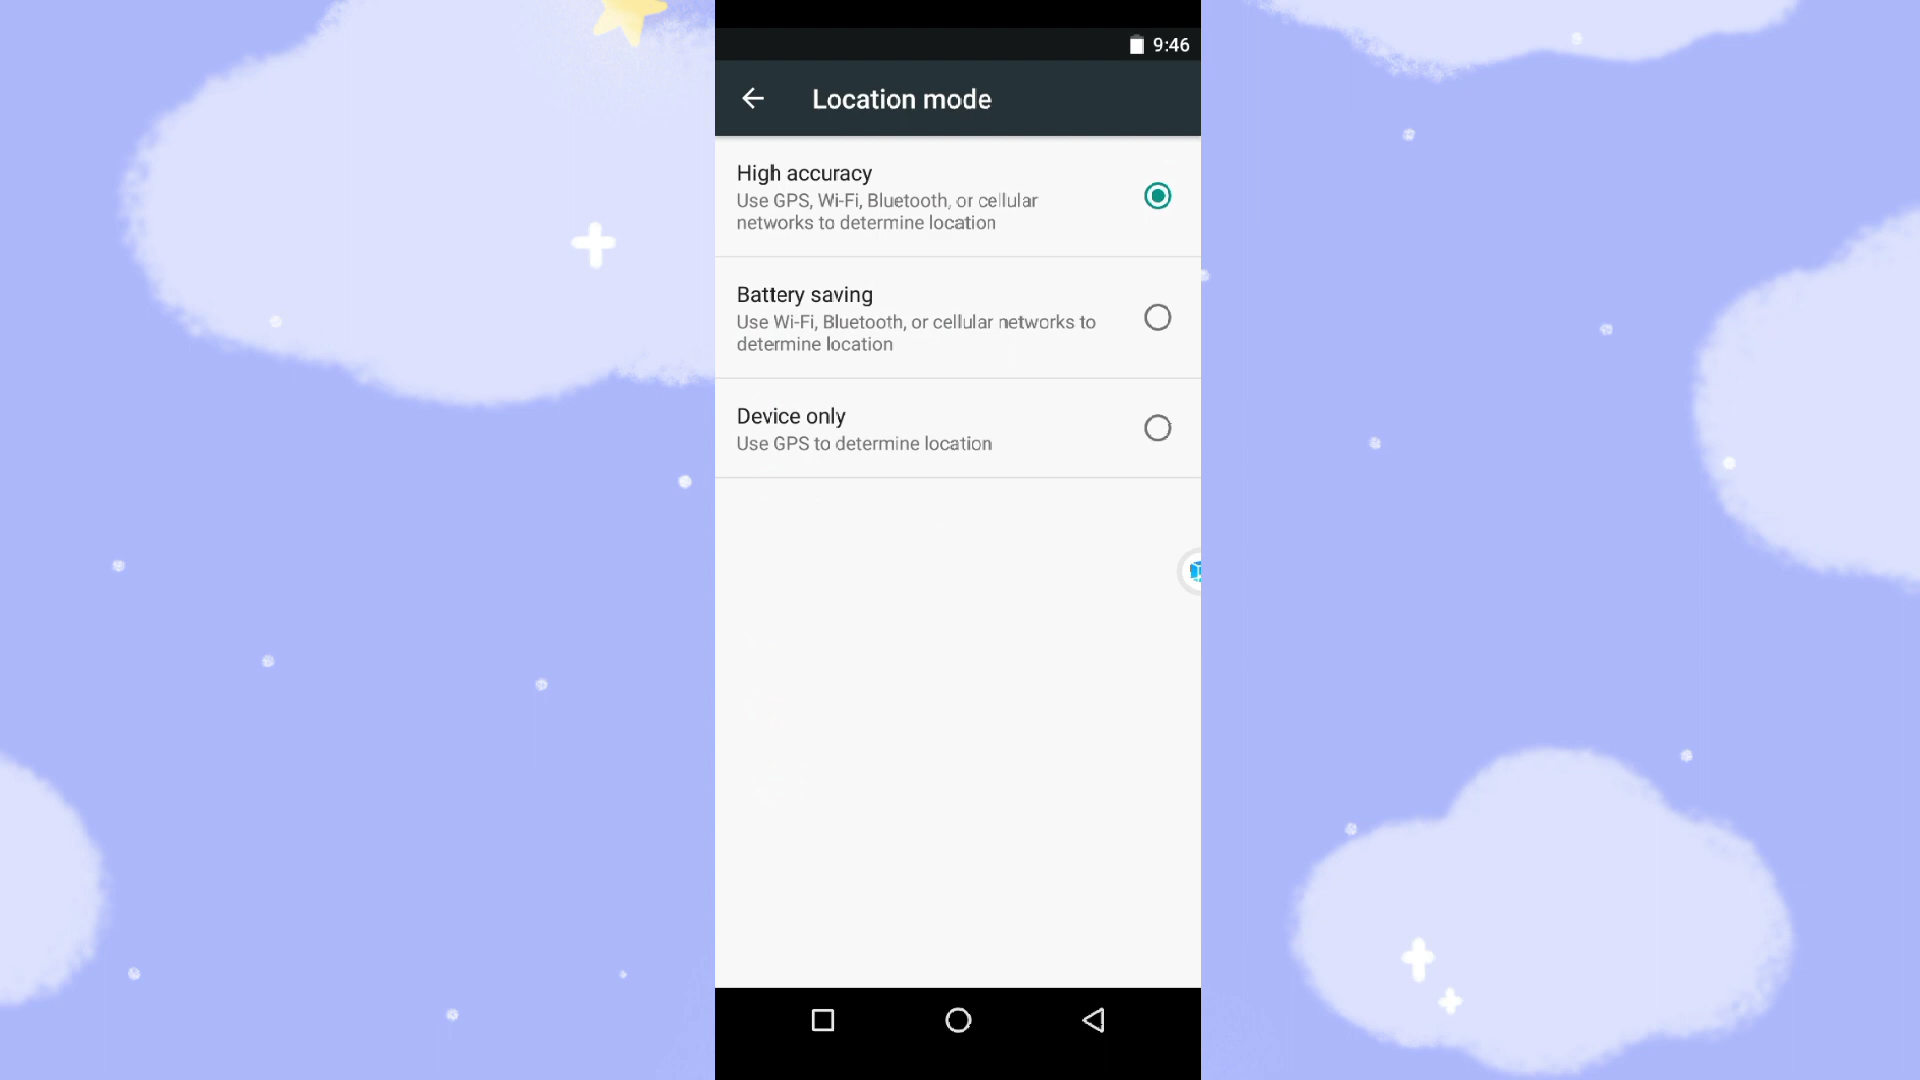 9:46
Location mode
High accuracy
Use GPS, Wi-Fi, Bluetooth, or cellular
networks to determine location
Battery saving
Use Wi-Fi, Bluetooth, or cellular networks to
determine location
Device only
Use GPS to determine location